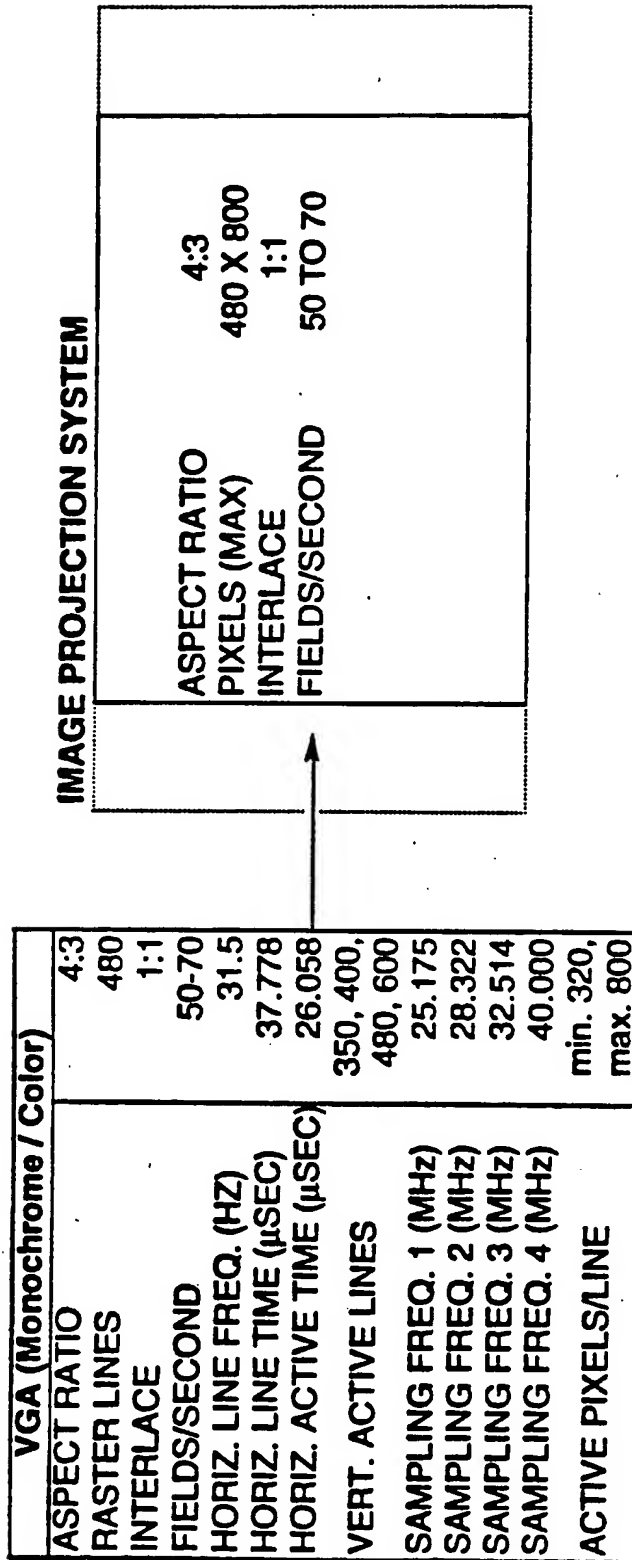 VGA (Monochrome / Color)
ASPECT RATIO 4:3
RASTER LINES 480
INTERLACE 1:1
FIELDS/SECOND 50-70
HORIZ. LINE FREQ. (HZ) 31.5
HORIZ. LINE TIME (µSEC) 37.778
HORIZ. ACTIVE TIME (µSEC) 26.058
VERT. ACTIVE LINES 350, 400,
480, 600
SAMPLING FREQ. 1 (MHz) 25.175
SAMPLING FREQ. 2 (MHz) 28.322
SAMPLING FREQ. 3 (MHz) 32.514
SAMPLING FREQ. 4 (MHz) 40.000
ACTIVE PIXELS/LINE min. 320,
max. 800
IMAGE PROJECTION SYSTEM
ASPECT RATIO 4:3
PIXELS (MAX) 480 X 800
INTERLACE 1:1
FIELDS/SECOND 50 TO 70